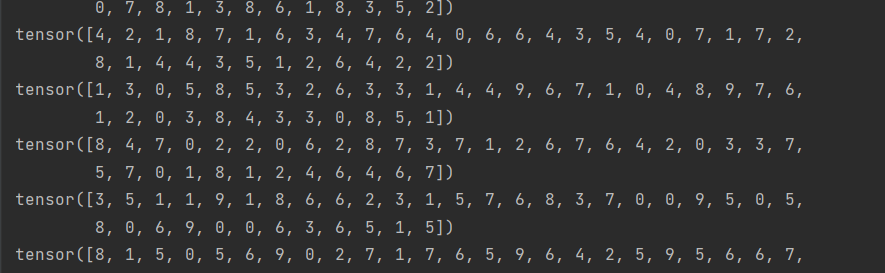 0, 7, 8, 1, 3, 8, 6, 1, 8, 3, 5, 2])
tensor([4, 2, 1, 8, 7, 1, 6, 3, 4, 7, 6, 4, 0, 6, 6, 4, 3, 5, 4, 0, 7, 1, 7, 2,
8, 1, 4, 4, 3, 5, 1, 2, 6, 4, 2, 2])
tensor([1, 3, 0, 5, 8, 5, 3, 2, 6, 3, 3, 1, 4, 4, 9, 6, 7, 1, 0, 4, 8, 9, 7, 6,
1, 2, 0, 3, 8, 4, 3, 3, 0, 8, 5, 1])
tensor([8, 4, 7, 0, 2, 2, 0, 6, 2, 8, 7, 3, 7, 1, 2, 6, 7, 6, 4, 2, 0, 3, 3, 7,
5, 7, 0, 1, 8, 1, 2, 4, 6, 4, 6, 7])
tensor([3, 5, 1, 1, 9, 1, 8, 6, 6, 2, 3, 1, 5, 7, 6, 8, 3, 7, 0, 0, 9, 5, 0, 5,
8, 0, 6, 9, 0, 0, 6, 3, 6, 5, 1, 5])
tensor([8, 1, 5, 0, 5, 6, 9, 0, 2, 7, 1, 7, 6, 5, 9, 6, 4, 2, 5, 9, 5, 6, 6, 7,